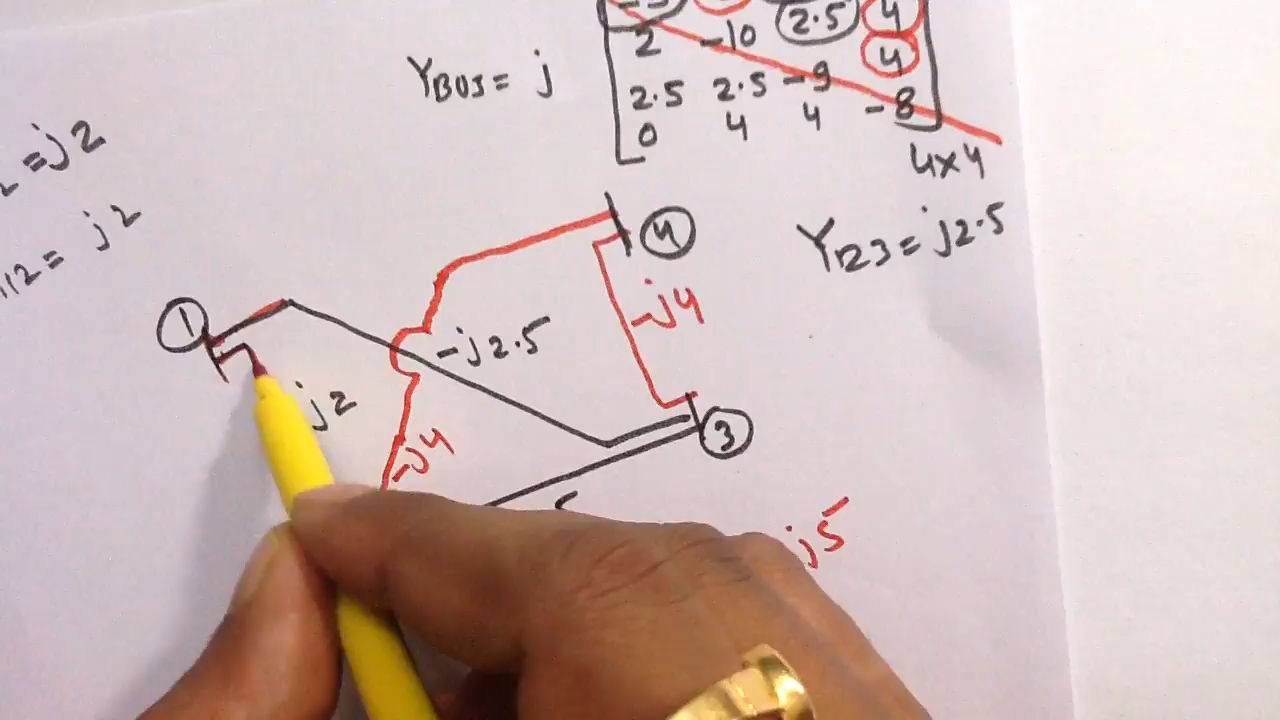 2.5 4
YBUS = j 2 -10 4
2.5 2.5 -9
0 4 4 -8
4x4
=j2
12 = j2
Y123 = j2.5
4
1
-j4
-j2.5
j2
3
-j4
j5